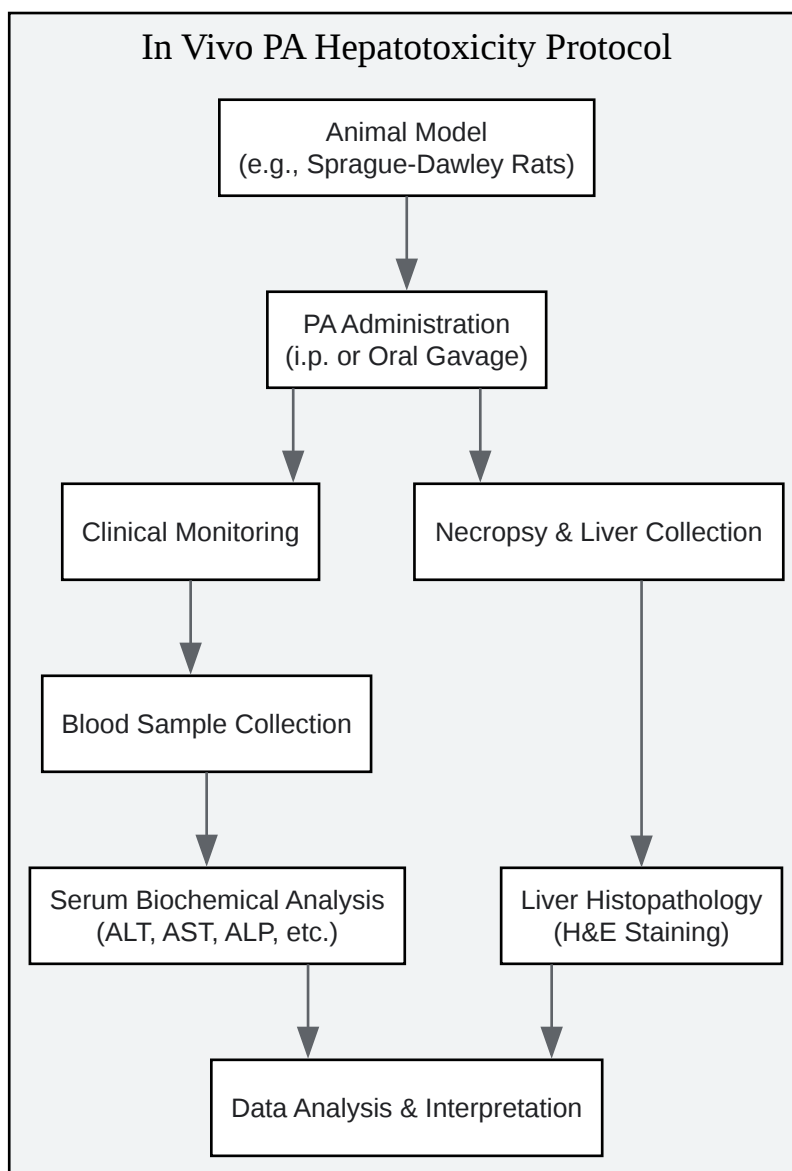 In Vivo PA Hepatotoxicity Protocol
Animal Model
(e.g., Sprague-Dawley Rats)
PA Administration
(i.p. or Oral Gavage)
Clinical Monitoring
Necropsy & Liver Collection
Blood Sample Collection
Serum Biochemical Analysis
(ALT, AST, ALP, etc.)
Liver Histopathology
(H&E Staining)
Data Analysis & Interpretation